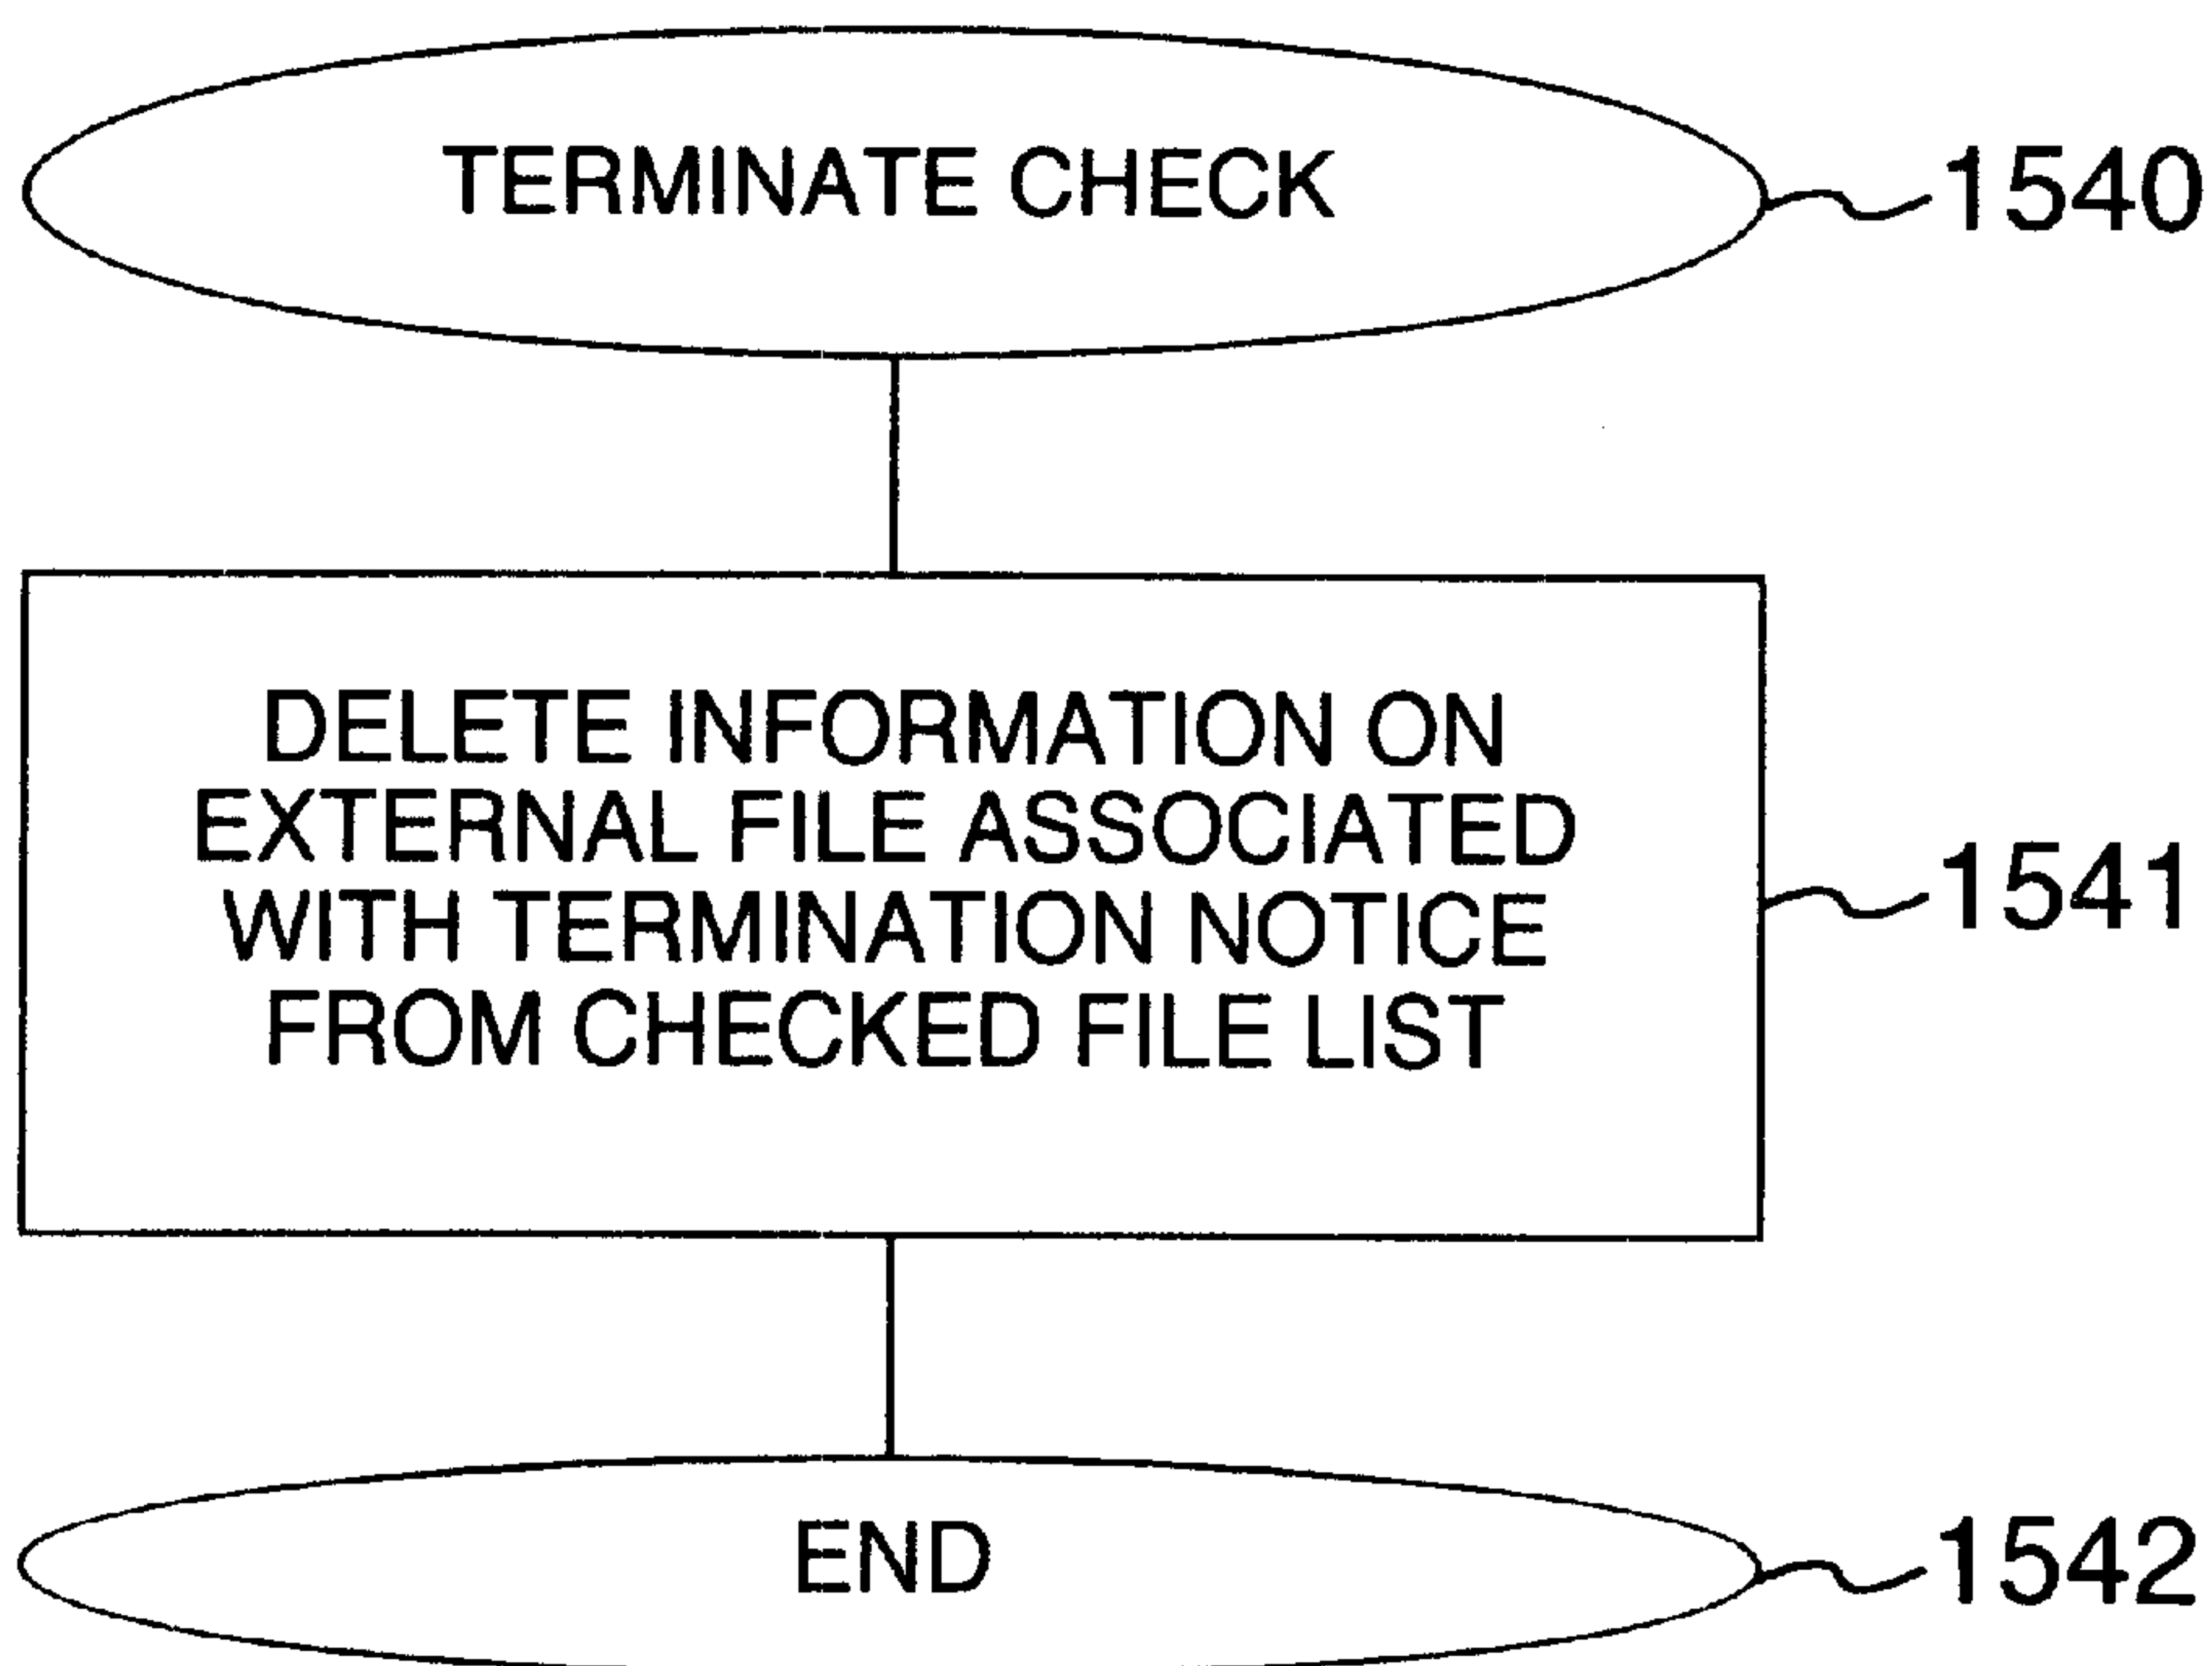 TERMINATE CHECK
1540
DELETE INFORMATION ON
EXTERNAL FILE ASSOCIATED
WITH TERMINATION NOTICE
FROM CHECKED FILE LIST
1541
END
1542